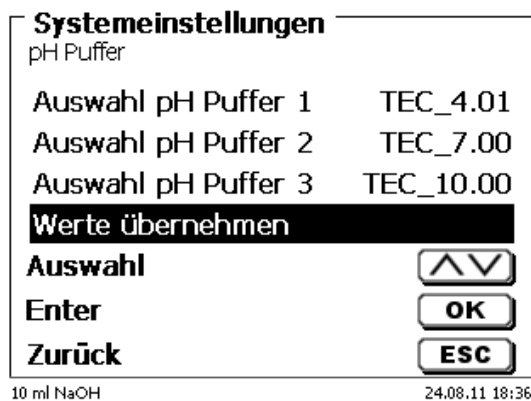 Systemeinstellungen
pH Puffer
Auswahl pH Puffer 1 TEC_4.01
Auswahl pH Puffer 2 TEC_7.00
Auswahl pH Puffer 3 TEC_10.00
Werte übernehmen
Auswahl
Enter OK
Zurück ESC
10 ml NaOH 24.08.11 18:36